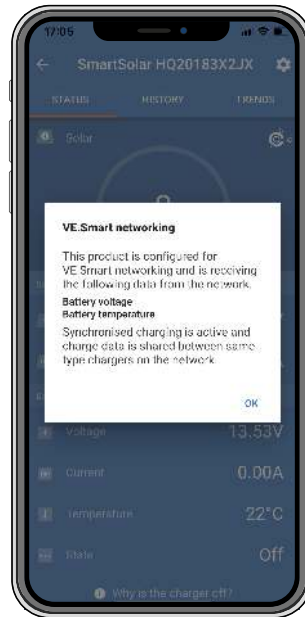 17:05
SmartSolar HQ20183X2JX
STATUS HISTORY TRENDS
Solar
VE.Smart networking
This product is configured for
VE Smart networking and is receiving
the following data from the network.
Battery voltage
Battery temperature
Synchronised charging is active and
charge data is shared between same
type chargers on the network
OK
Voltage 13.53V
Current 0.00A
Temperature 22°C
State Off
Why is the charger off?